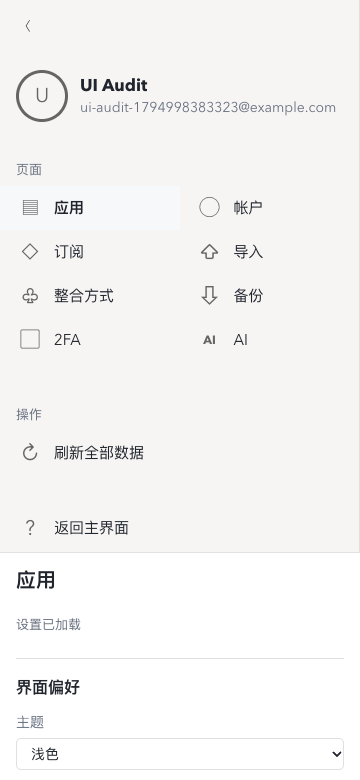 U
UI Audit
ui-audit-1794998383323@example.com
页面
应用
帐户
订阅
导入
整合方式
备份
2FA
AI AI
操作
刷新全部数据
? 返回主界面
应用
设置已加载
界面偏好
主题
浅色